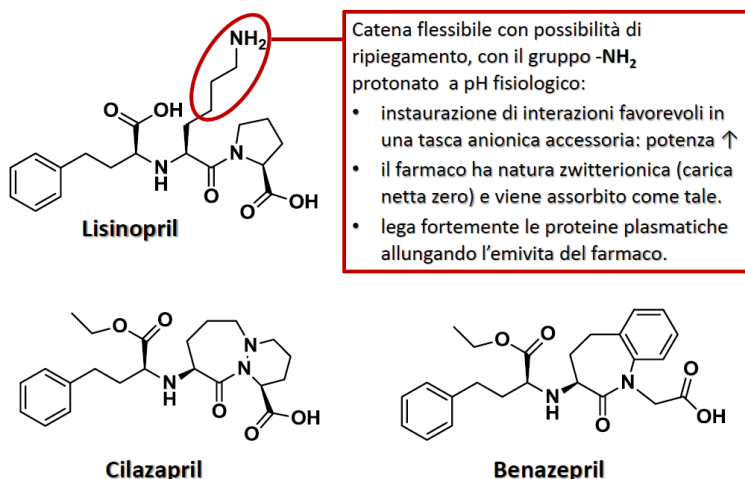 NH2
Catena flessibile con possibilità di
ripiegamento, con il gruppo -NH2
protonato a pH fisiologico:
• instaurazione di interazioni favorevoli in
una tasca anionica accessoria: potenza ↑
• il farmaco ha natura zwitterionica (carica
netta zero) e viene assorbito come tale.
• lega fortemente le proteine plasmatiche
allungando l'emivita del farmaco.
O
OH
N
H
N
O
O
OH
Lisinopril
O
O
N
H
N
N
O
O
OH
Cilazapril
O
O
N
H
N
O
O
OH
Benazepril